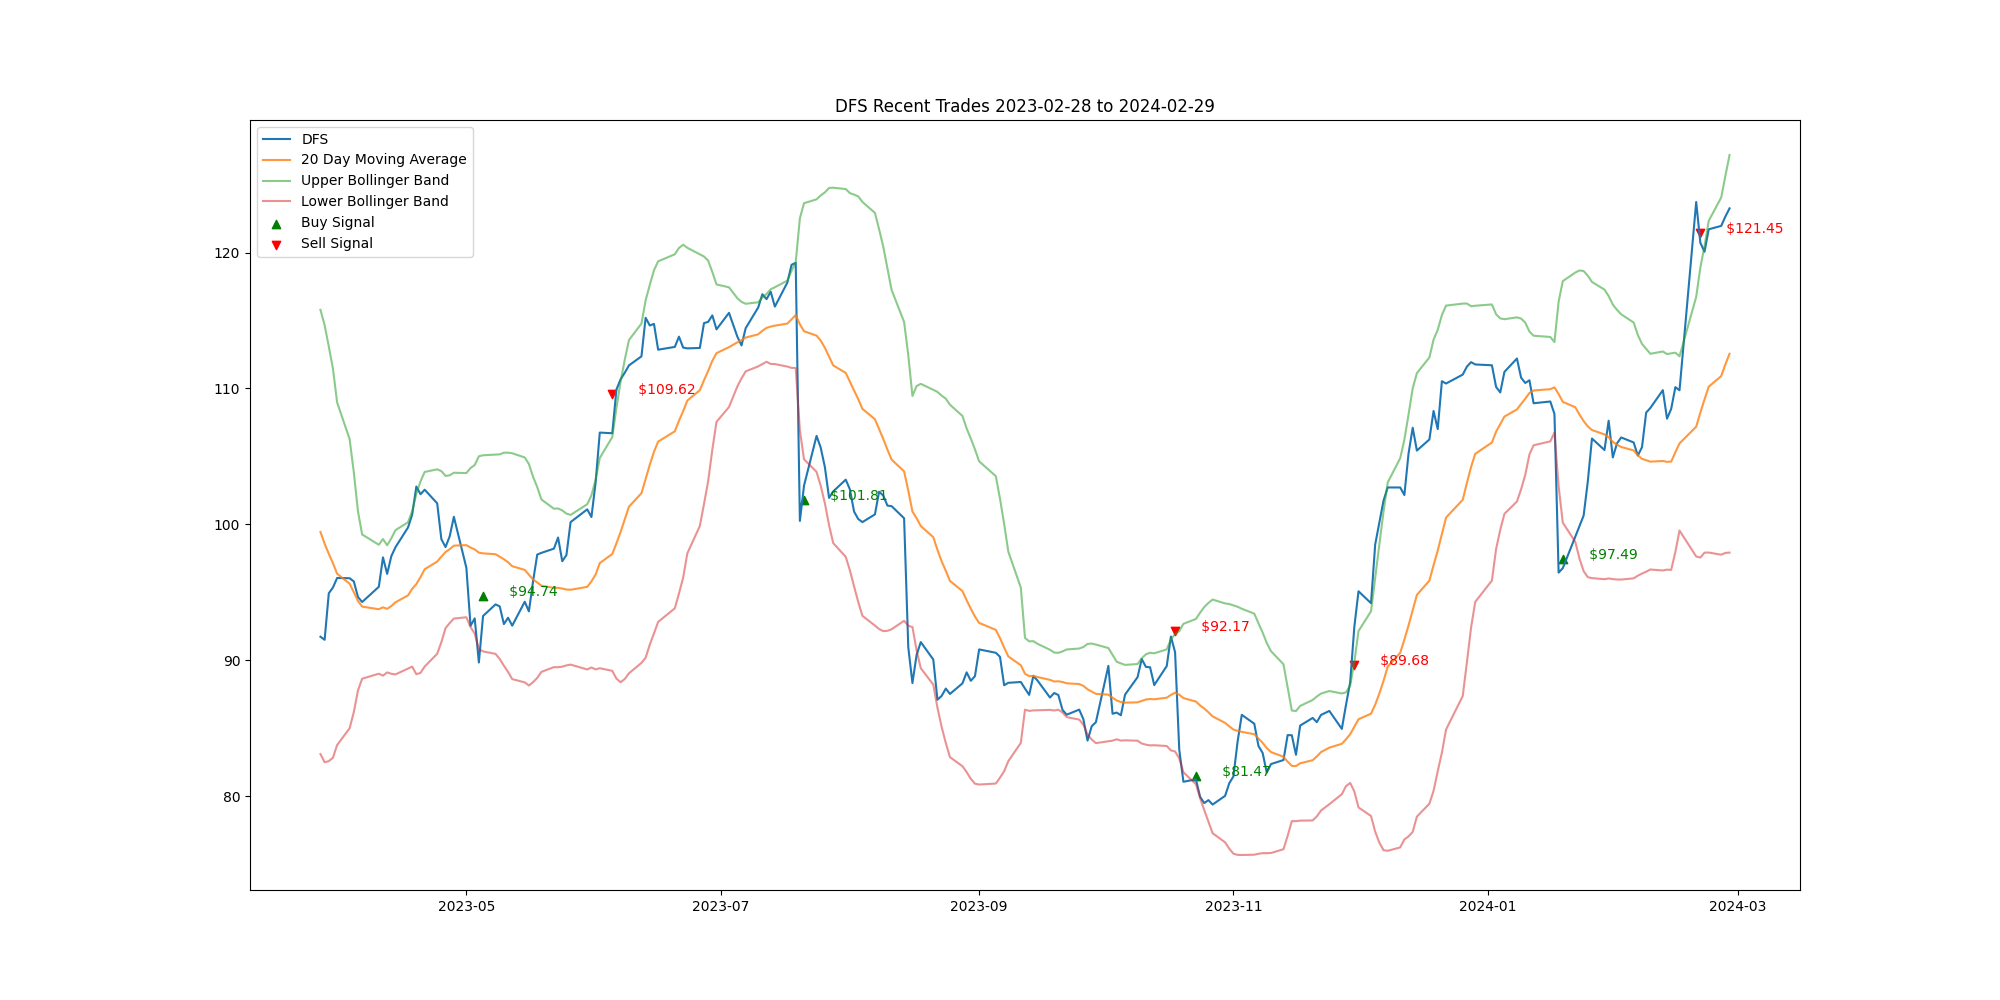 DFS Recent Trades 2023-02-28 to 2024-02-29
DFS
20 Day Moving Average
Upper Bollinger Band
Lower Bollinger Band
Buy Signal
Sell Signal
120
110
100
90
80
$121.45
$109.62
$101.81
$97.49
$94.74
$92.17
$89.68
$81.47
2023-05
2023-07
2023-09
2023-11
2024-01
2024-03